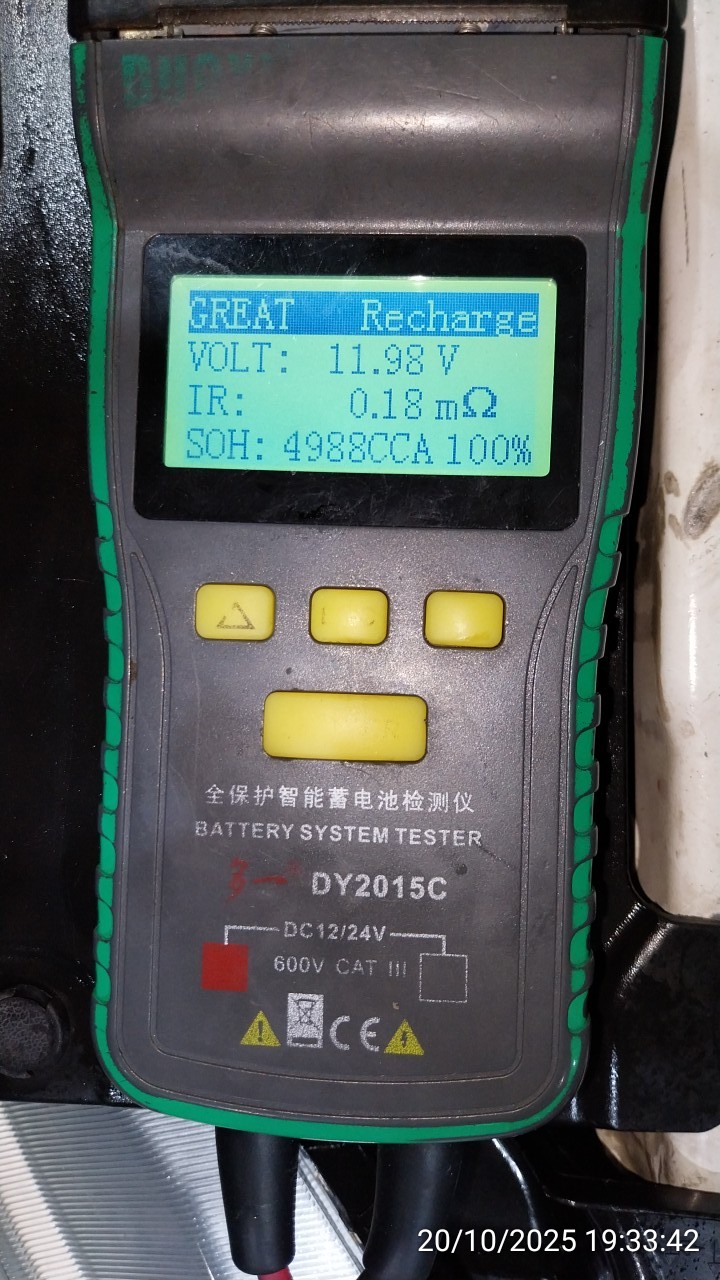 GREAT Recharge
VOLT: 11.98 V
IR: 0.18 mΩ
SOH: 4988CCA 100%
全保护智能蓄电池检测仪
BATTERY SYSTEM TESTER
多一 DY2015C
DC12/24V
600V CAT III
CE
20/10/2025 19:33:42